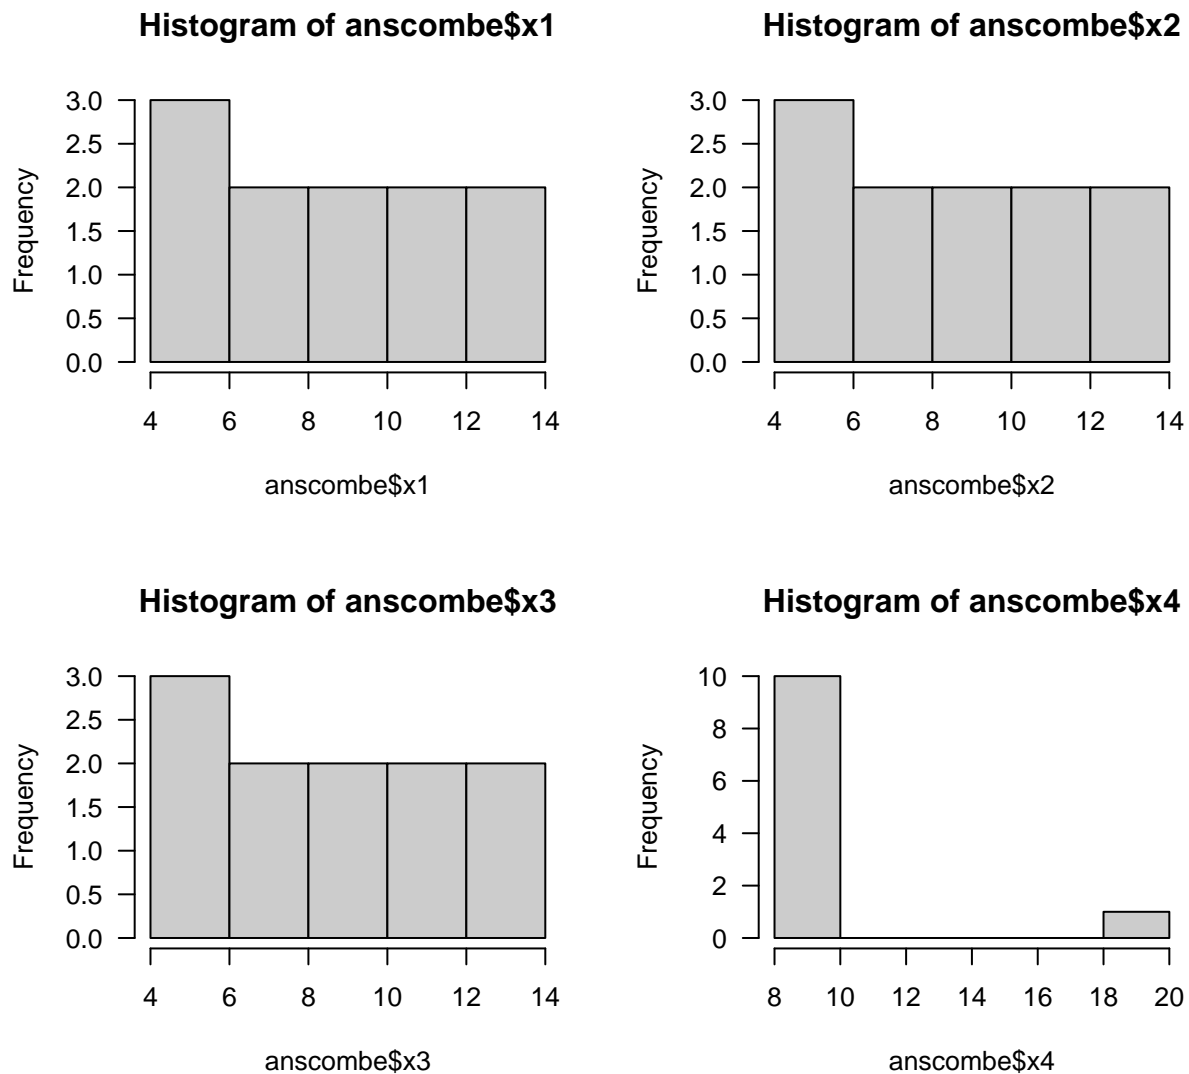 Histogram of anscombe$x1
Frequency
3.0
2.5
2.0
1.5
1.0
0.5
0.0
4 6 8 10 12 14
anscombe$x1
Histogram of anscombe$x2
Frequency
3.0
2.5
2.0
1.5
1.0
0.5
0.0
4 6 8 10 12 14
anscombe$x2
Histogram of anscombe$x3
Frequency
3.0
2.5
2.0
1.5
1.0
0.5
0.0
4 6 8 10 12 14
anscombe$x3
Histogram of anscombe$x4
Frequency
10
8
6
4
2
0
8 10 12 14 16 18 20
anscombe$x4